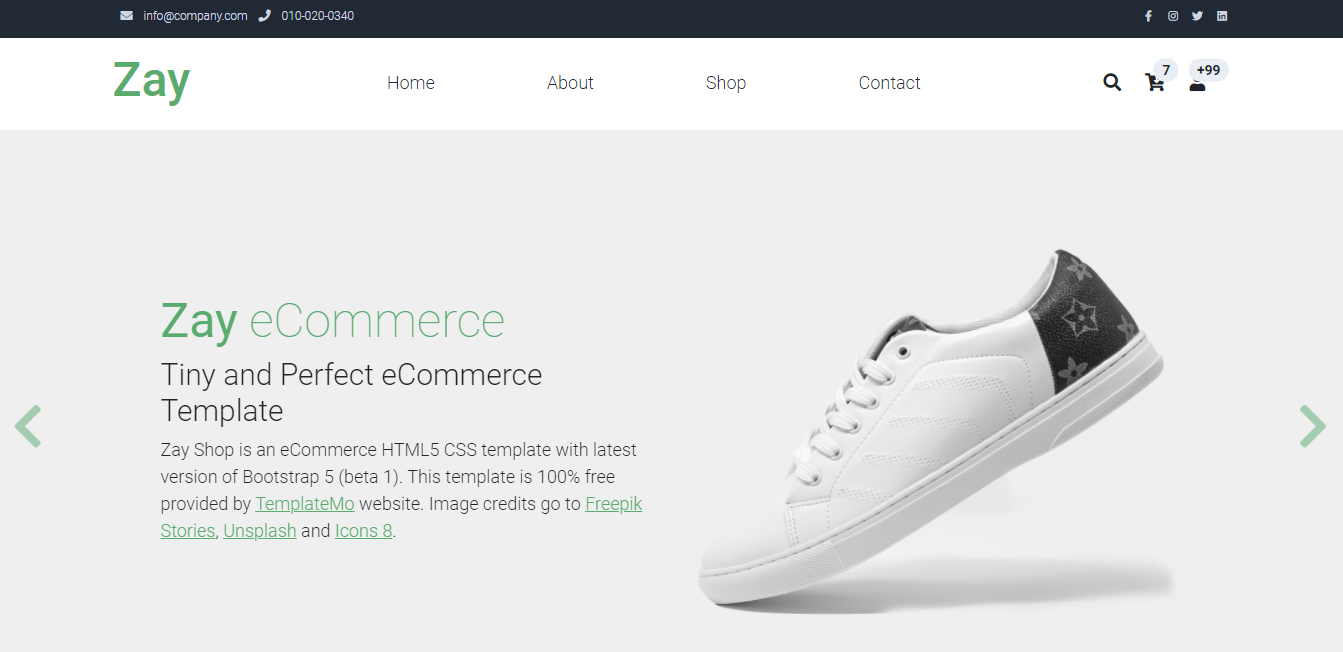 info@company.com 010-020-0340
Zay Home About Shop Contact 7 +99
Zay eCommerce
Tiny and Perfect eCommerce
Template
Zay Shop is an eCommerce HTML5 CSS template with latest
version of Bootstrap 5 (beta 1). This template is 100% free
provided by TemplateMo website. Image credits go to Freepik
Stories, Unsplash and Icons 8.